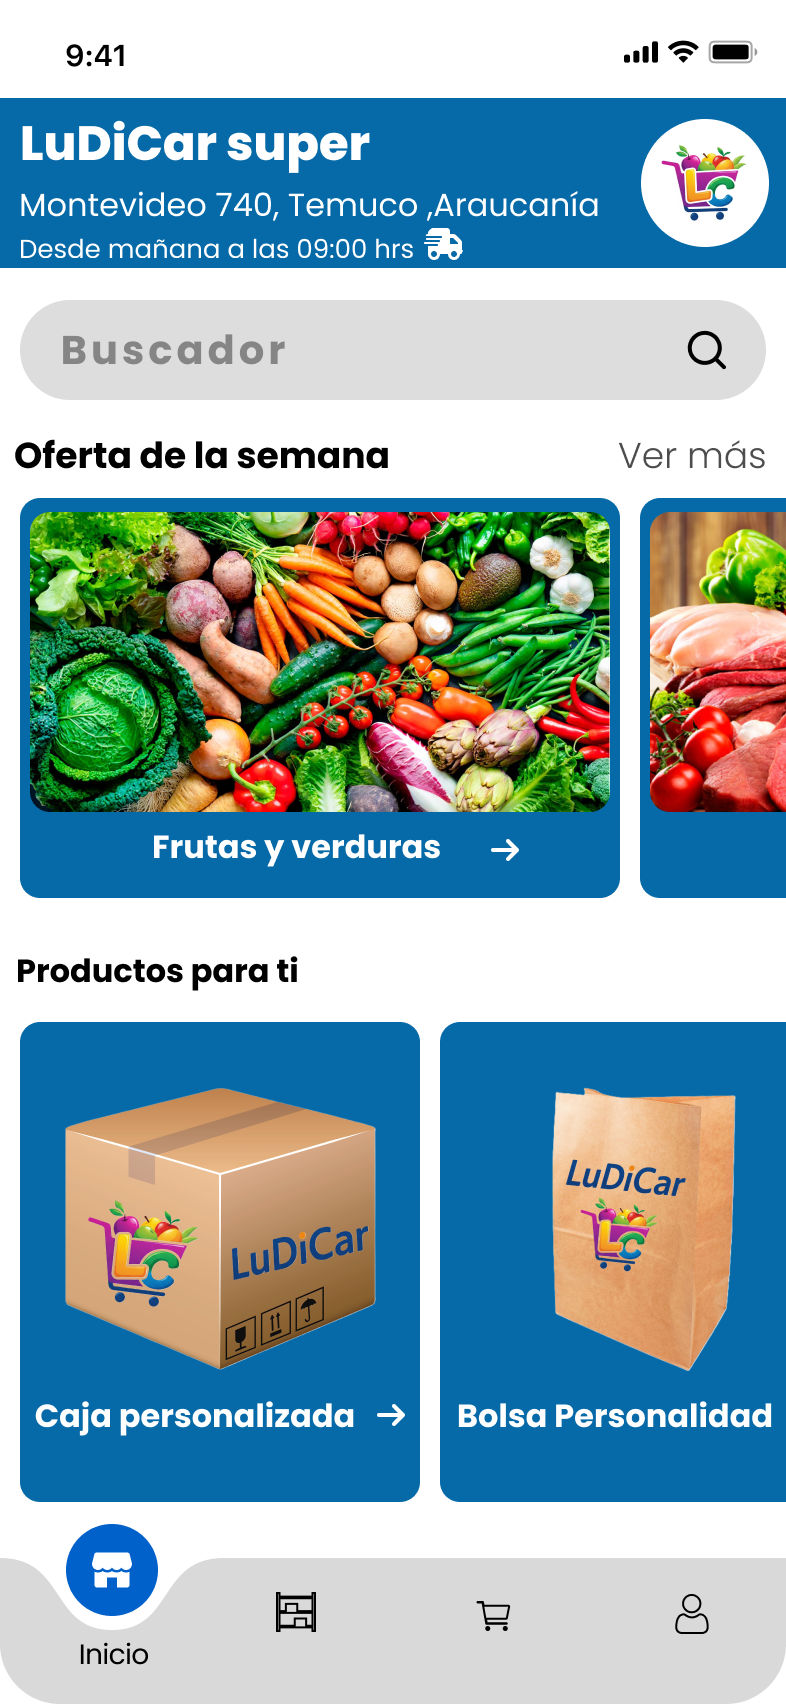 9:41
LuDiCar super
Montevideo 740, Temuco ,Araucanía
Desde mañana a las 09:00 hrs
LC
Buscador
Oferta de la semana
Ver más
Frutas y verduras
Productos para ti
LC
LuDiCar
LuDiCar
LC
Caja personalizada
Bolsa Personalidad
Inicio